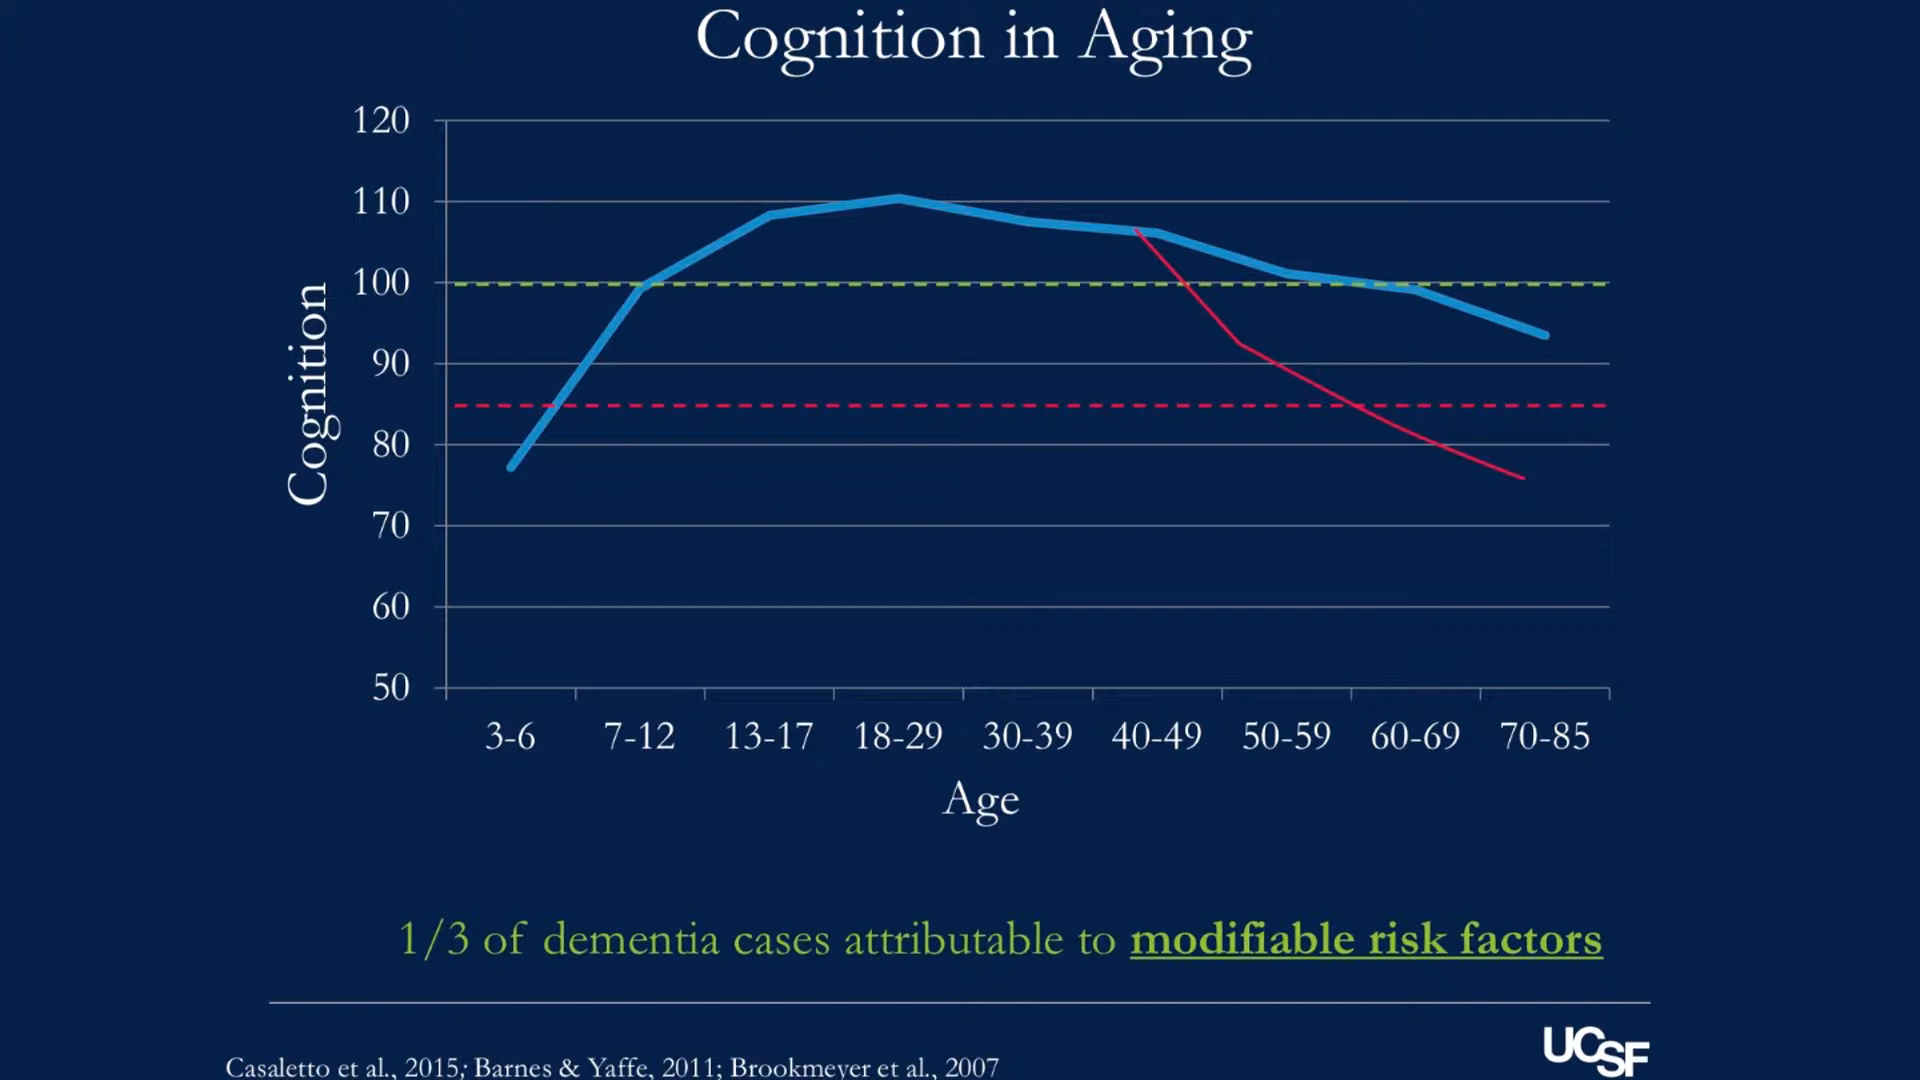 Cognition in Aging
120
110
100
90
80
70
60
50
Cognition
3-6 7-12 13-17 18-29 30-39 40-49 50-59 60-69 70-85
Age
1/3 of dementia cases attributable to modifiable risk factors
UCSF
Casaletto et al., 2015; Barnes & Yaffe, 2011; Brookmeyer et al., 2007